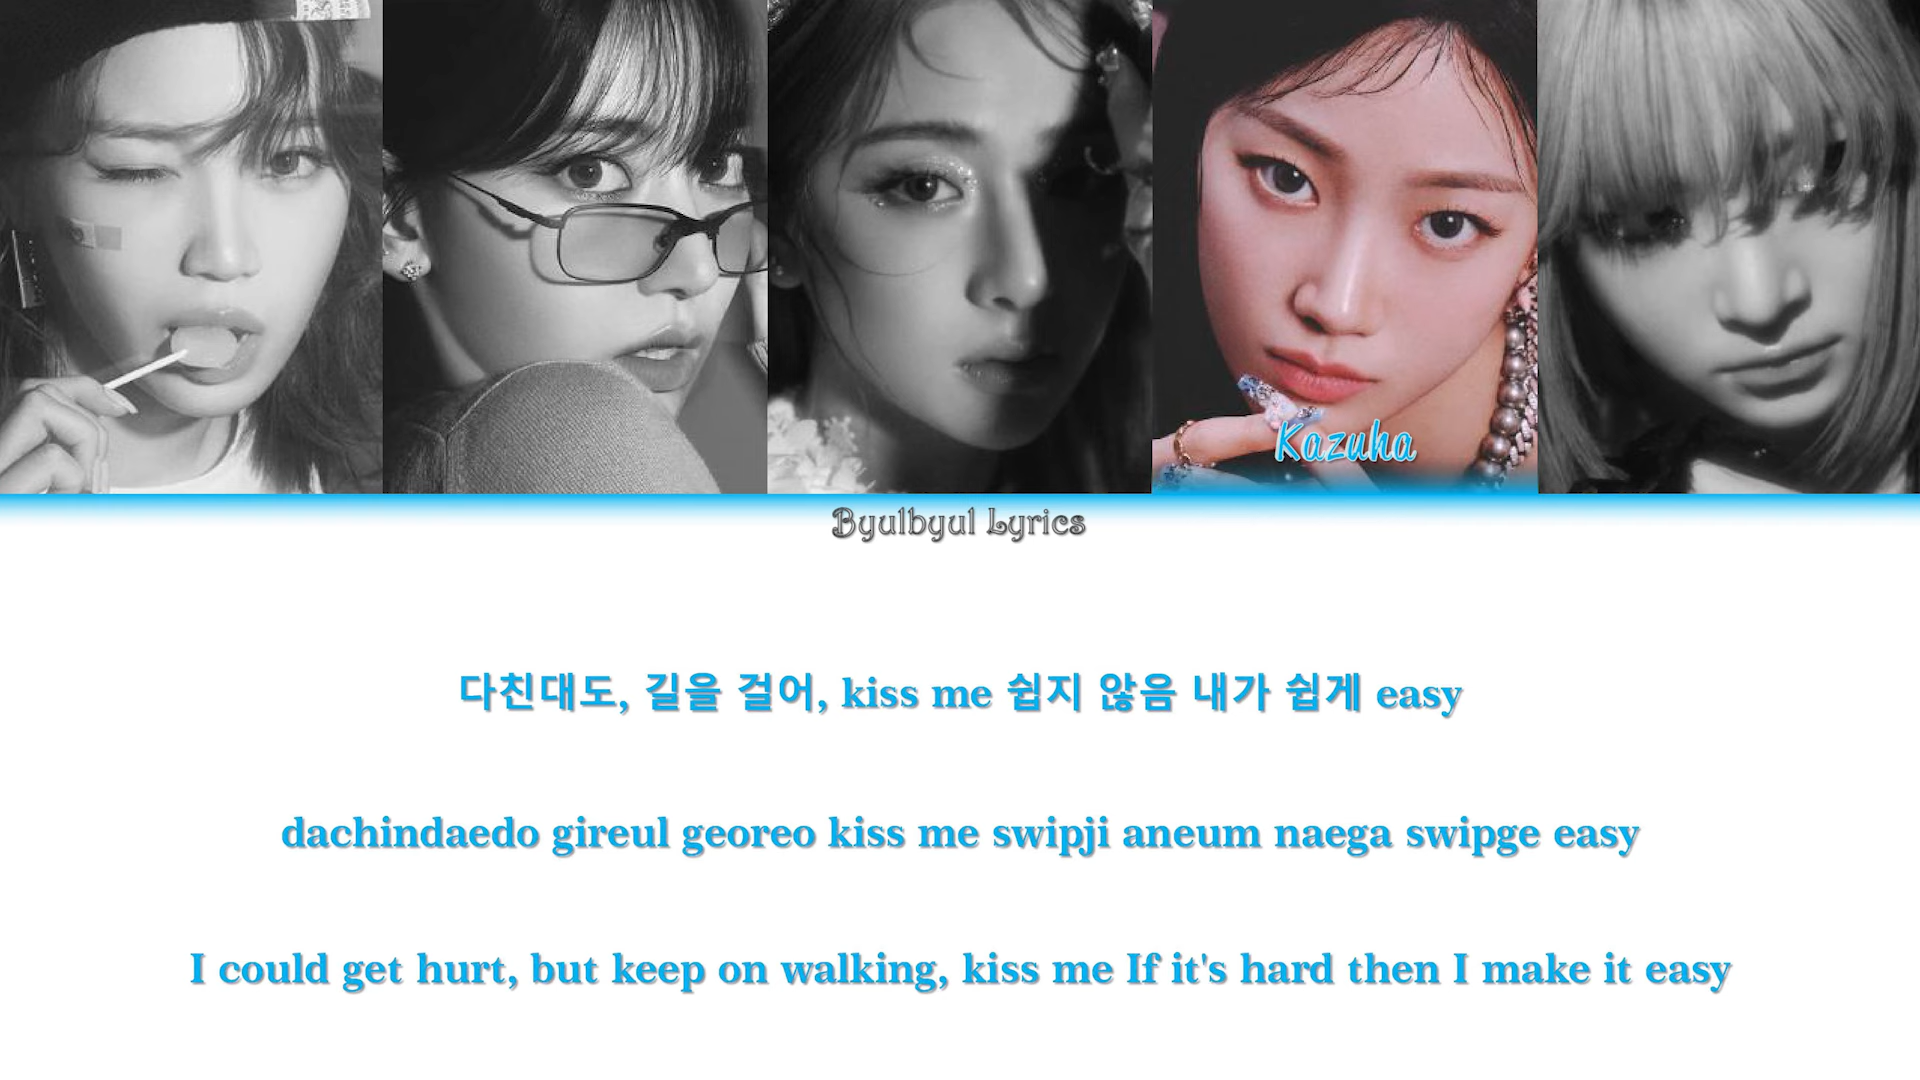 Kazuha
Byulbyul Lyrics
다친대도, 길을 걸어, kiss me 쉽지 않음 내가 쉽게 easy
dachindaedo gireul georeo kiss me swipji aneum naega swipge easy
I could get hurt, but keep on walking, kiss me If it's hard then I make it easy